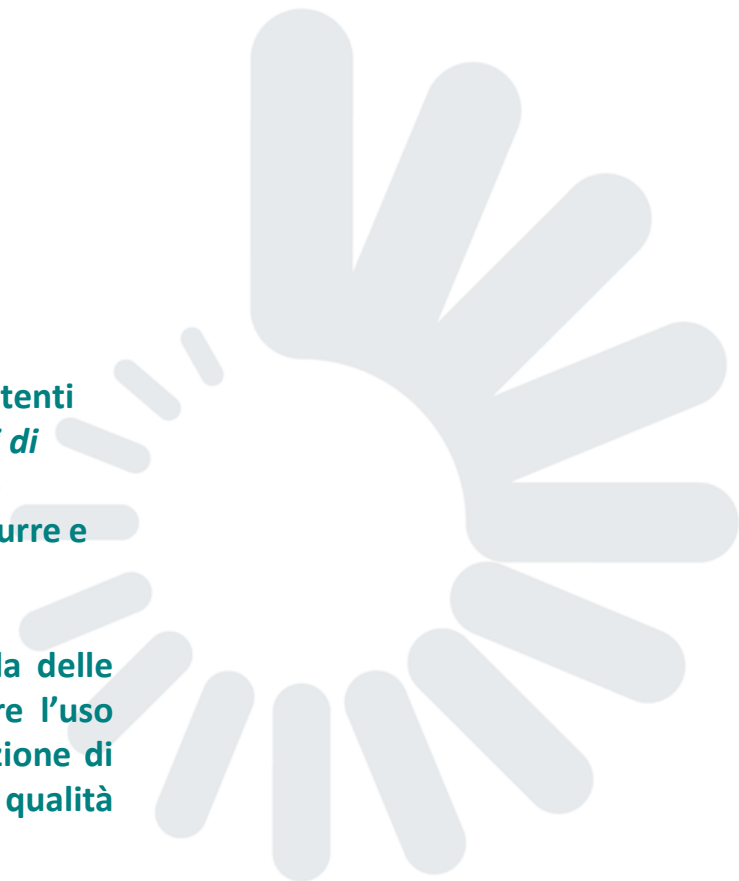 tenti
di
urre e
la delle
re l’uso
zione di
qualità